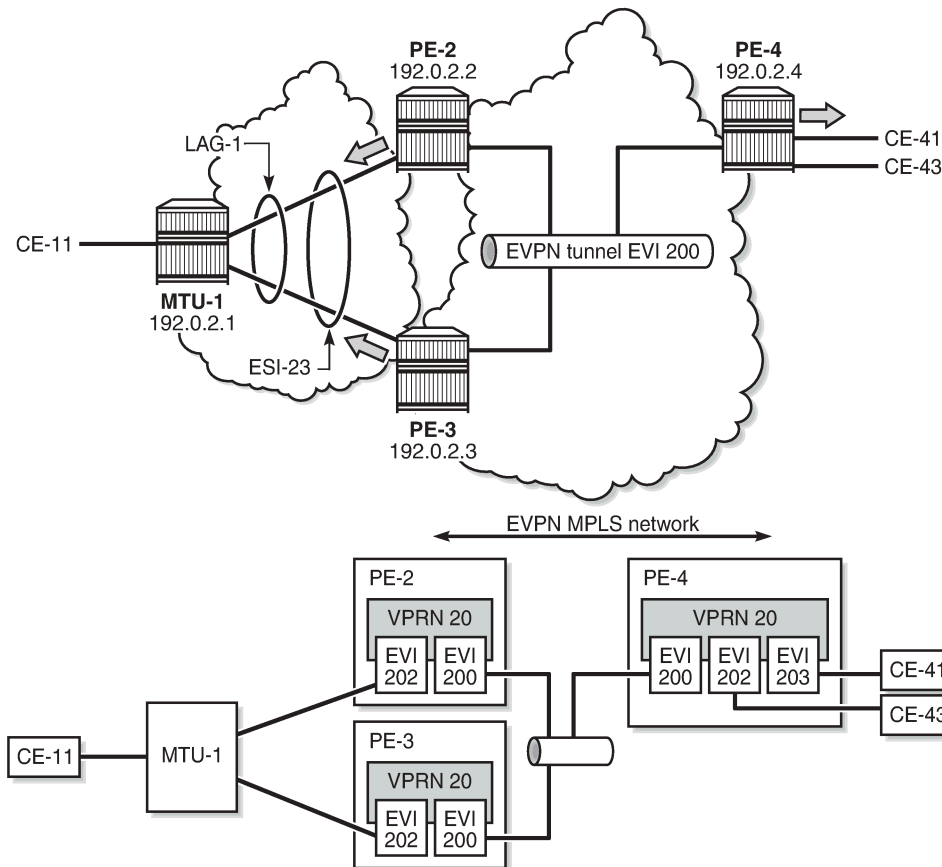 PE-2
192.0.2.2
PE-4
192.0.2.4
LAG-1
CE-41
CE-43
CE-11
EVPN tunnel EVI 200
MTU-1
192.0.2.1
ESI-23
PE-3
192.0.2.3
EVPN MPLS network
PE-2
VPRN 20
EVI
202
EVI
200
PE-4
VPRN 20
EVI
200
EVI
202
EVI
203
CE-41
CE-43
CE-11
MTU-1
PE-3
VPRN 20
EVI
202
EVI
200